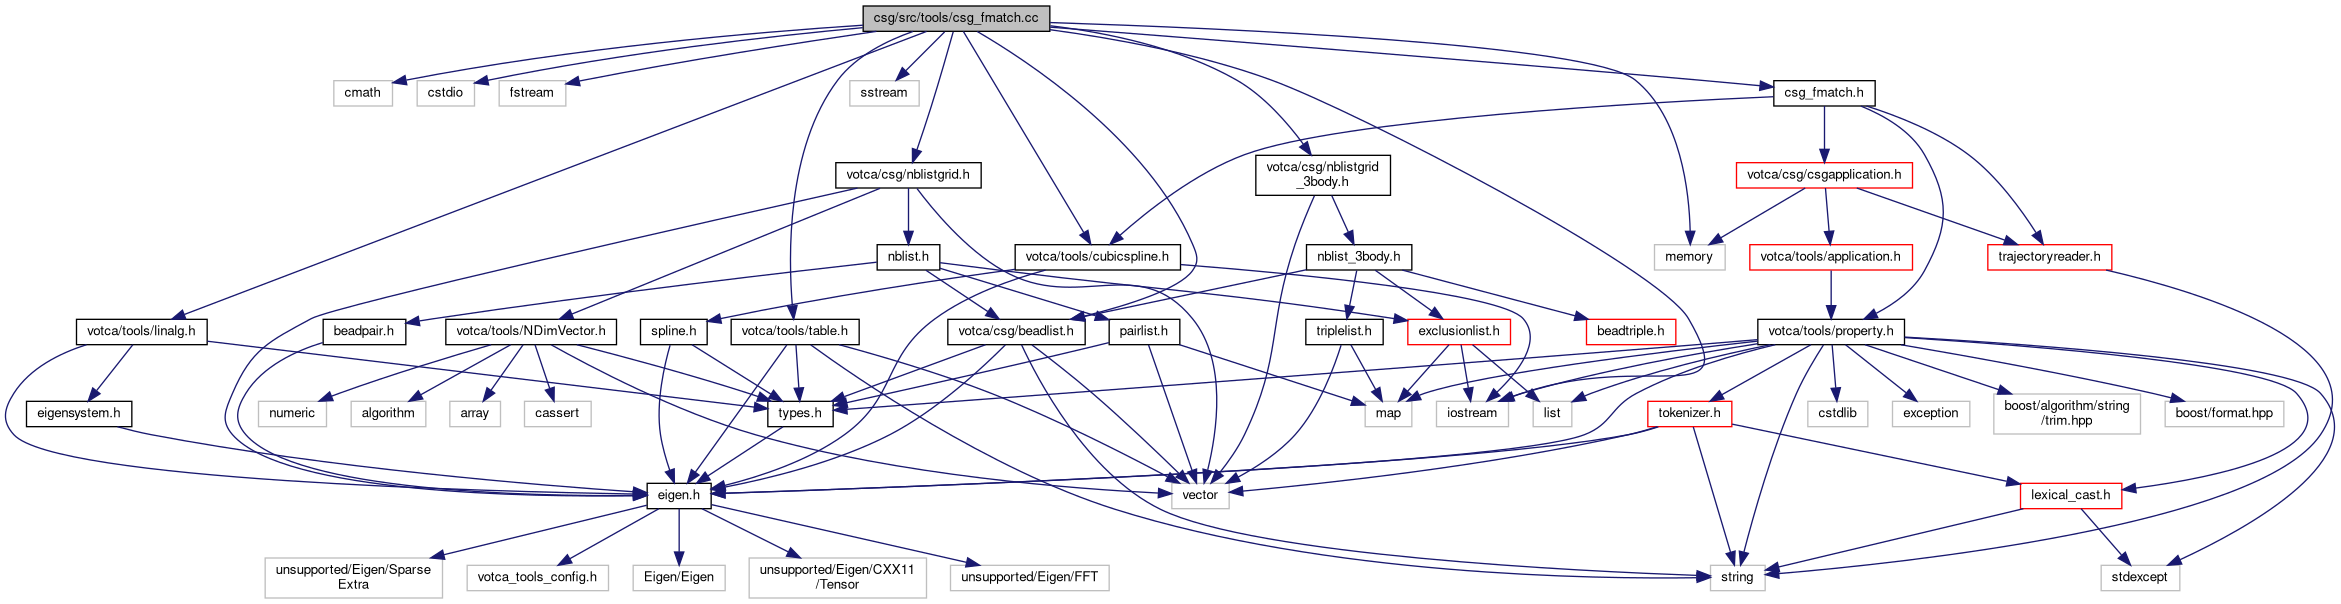 csg/src/tools/csg_fmatch.cc
cmath
cstdio
fstream
sstream
csg_fmatch.h
votca/csg/nblistgrid.h
votca/csg/nblistgrid
_3body.h
votca/csg/csgapplication.h
nblist.h
votca/tools/cubicspline.h
nblist_3body.h
memory
votca/tools/application.h
trajectoryreader.h
votca/tools/linalg.h
beadpair.h
votca/tools/NDimVector.h
spline.h
votca/tools/table.h
votca/csg/beadlist.h
pairlist.h
triplelist.h
exclusionlist.h
beadtriple.h
votca/tools/property.h
eigensystem.h
numeric
algorithm
array
cassert
types.h
map
iostream
list
tokenizer.h
cstdlib
exception
boost/algorithm/string
/trim.hpp
boost/format.hpp
eigen.h
vector
lexical_cast.h
unsupported/Eigen/Sparse
Extra
votca_tools_config.h
Eigen/Eigen
unsupported/Eigen/CXX11
/Tensor
unsupported/Eigen/FFT
string
stdexcept